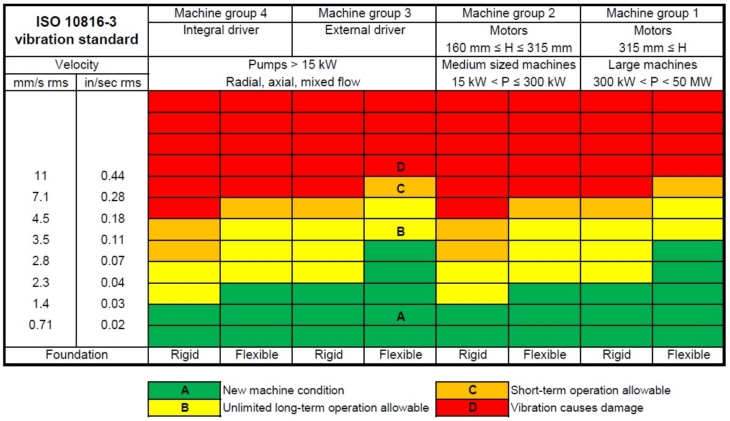 ISO 10816-3 Machine group 4 Machine group 3 Machine group 2 Machine group 1
vibration standard Integral driver External driver Motors Motors
160 mm ≤ H ≤ 315 mm 315 mm ≤ H
Velocity Pumps > 15 kW Medium sized machines Large machines
mm/s rms in/sec rms Radial, axial, mixed flow 15 kW < P ≤ 300 kW 300 kW < P < 50 MW
D
11 0.44
C
7.1 0.28
4.5 0.18
B
3.5 0.11
2.8 0.07
2.3 0.04
1.4 0.03
A
0.71 0.02
Foundation Rigid Flexible Rigid Flexible Rigid Flexible Rigid Flexible
A New machine condition C Short-term operation allowable
B Unlimited long-term operation allowable D Vibration causes damage